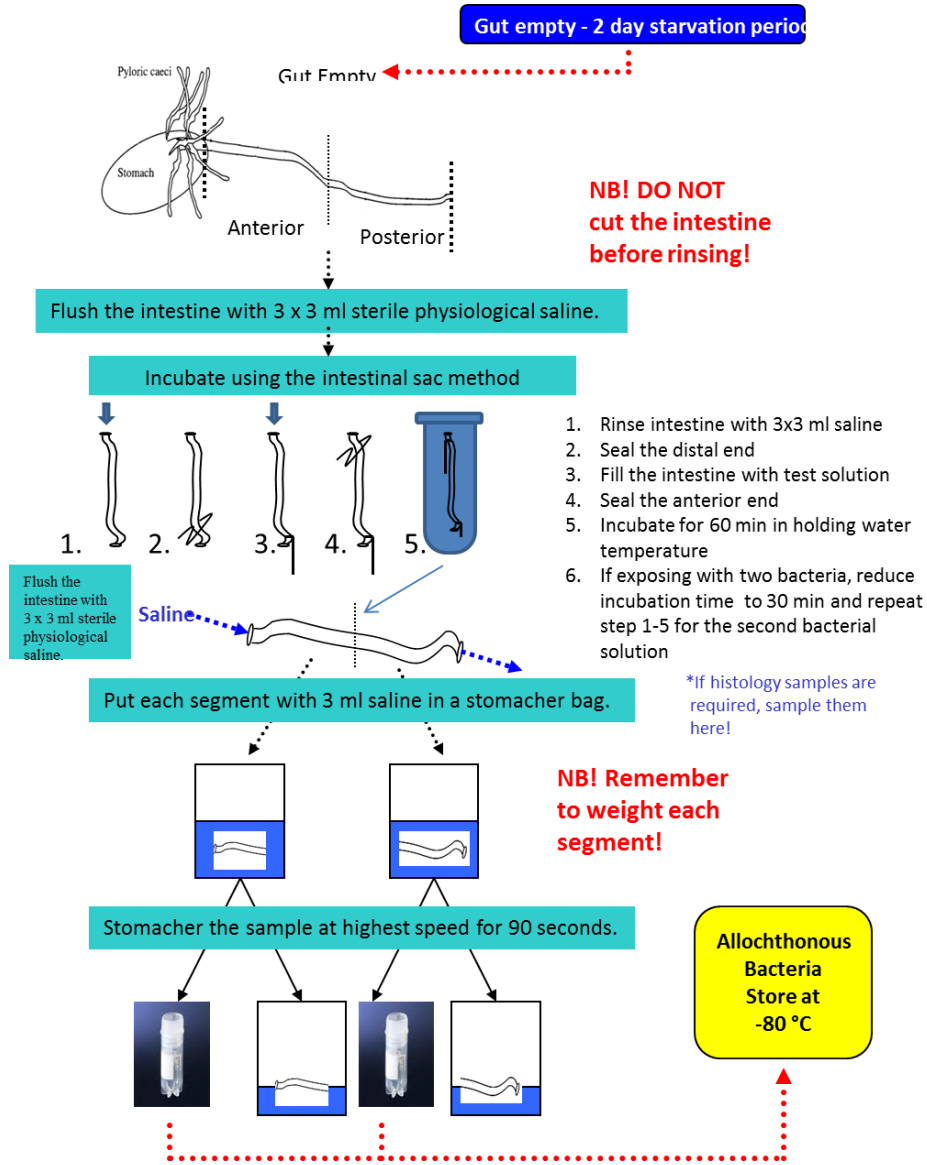 Gut empty - 2 day starvation perio
Pyloric caeci
Gut Empty
Stomach
Anterior
Posterior
NB! DO NOT
cut the intestine
before rinsing!
Flush the intestine with 3 x 3 ml sterile physiological saline.
Incubate using the intestinal sac method
1.
2.
3.
4.
5.
1. Rinse intestine with 3x3 ml saline
2. Seal the distal end
3. Fill the intestine with test solution
4. Seal the anterior end
5. Incubate for 60 min in holding water
temperature
6. If exposing with two bacteria, reduce
incubation time to 30 min and repeat
step 1-5 for the second bacterial
solution
Flush the
intestine with
3 x 3 ml sterile
physiological
saline.
Saline
*If histology samples are
required, sample them
here!
Put each segment with 3 ml saline in a stomacher bag.
NB! Remember
to weight each
segment!
Stomacher the sample at highest speed for 90 seconds.
Allochthonous
Bacteria
Store at
-80 °C